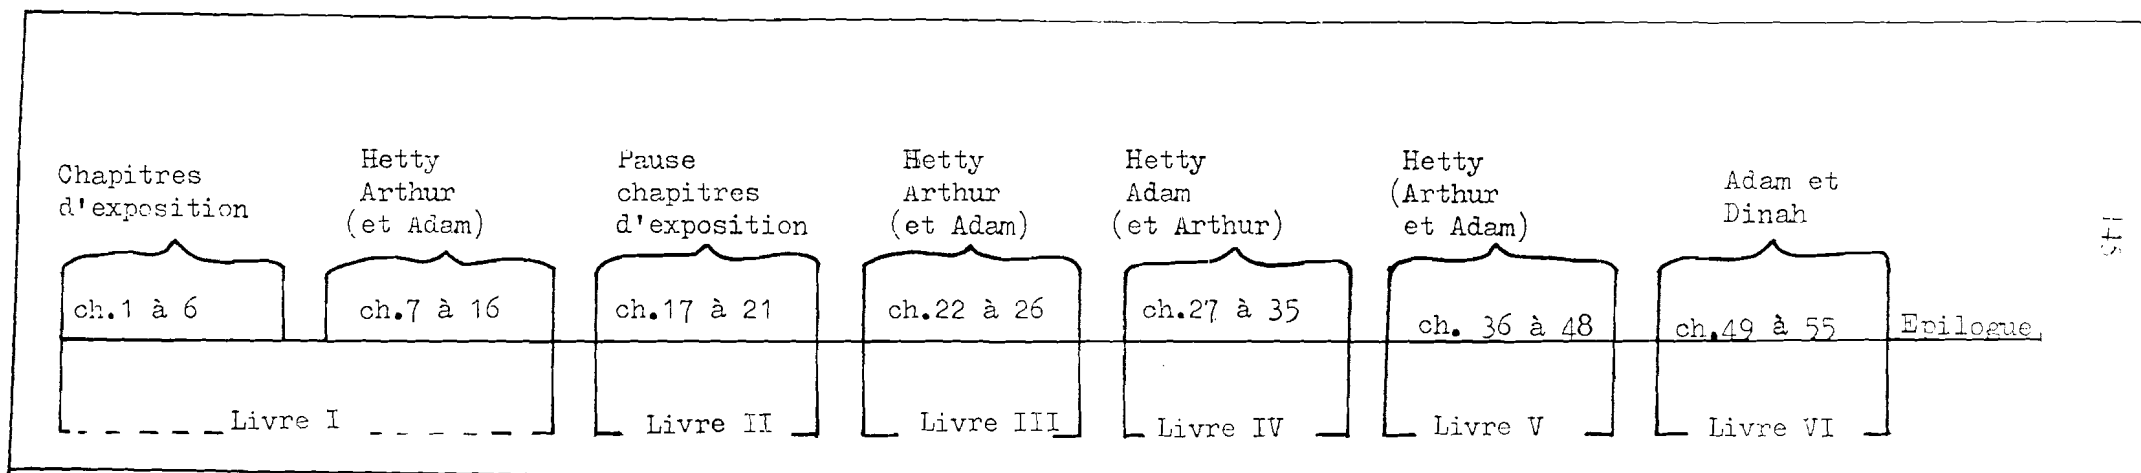 Chapitres
d'exposition
Hetty
Arthur
(et Adam)
Pause
chapitres
d'exposition
Hetty
Arthur
(et Adam)
Hetty
Adam
(et Arthur)
Hetty
(Arthur
et Adam)
Adam et
Dinah
ch.1 à 6
ch.7 à 16
ch.17 à 21
ch.22 à 26
ch.27 à 35
ch. 36 à 48
ch.49 à 55
Epilogue
Livre I
Livre II
Livre III
Livre IV
Livre V
Livre VI